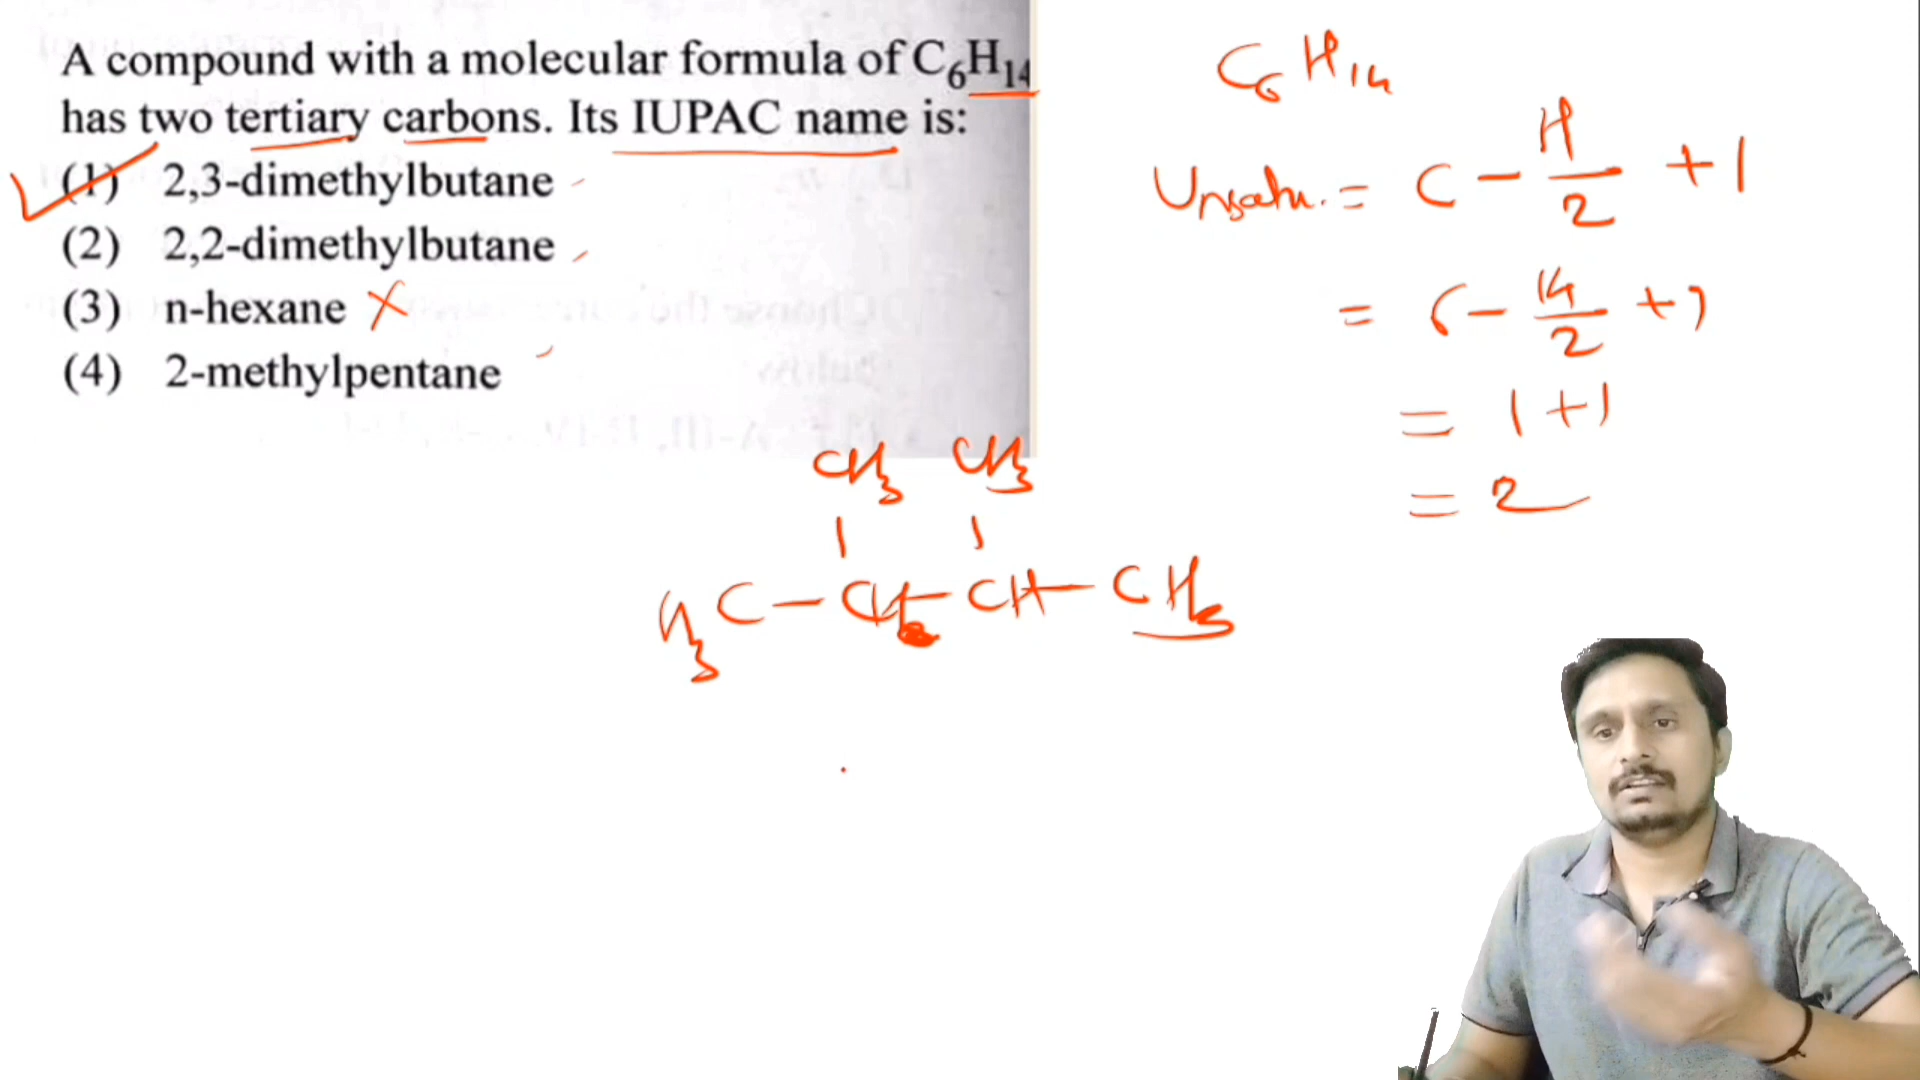 A compound with a molecular formula of C₆H₁₄
has two tertiary carbons. Its IUPAC name is:
(1) 2,3-dimethylbutane
(2) 2,2-dimethylbutane
(3) n-hexane
(4) 2-methylpentane
C₆H₁₄
Unsatu. = C - H/2 + 1
= 6 - 14/2 + 1
= 1 + 1
= 2
CH₃ CH₃
H₃C - CH - CH - CH₃